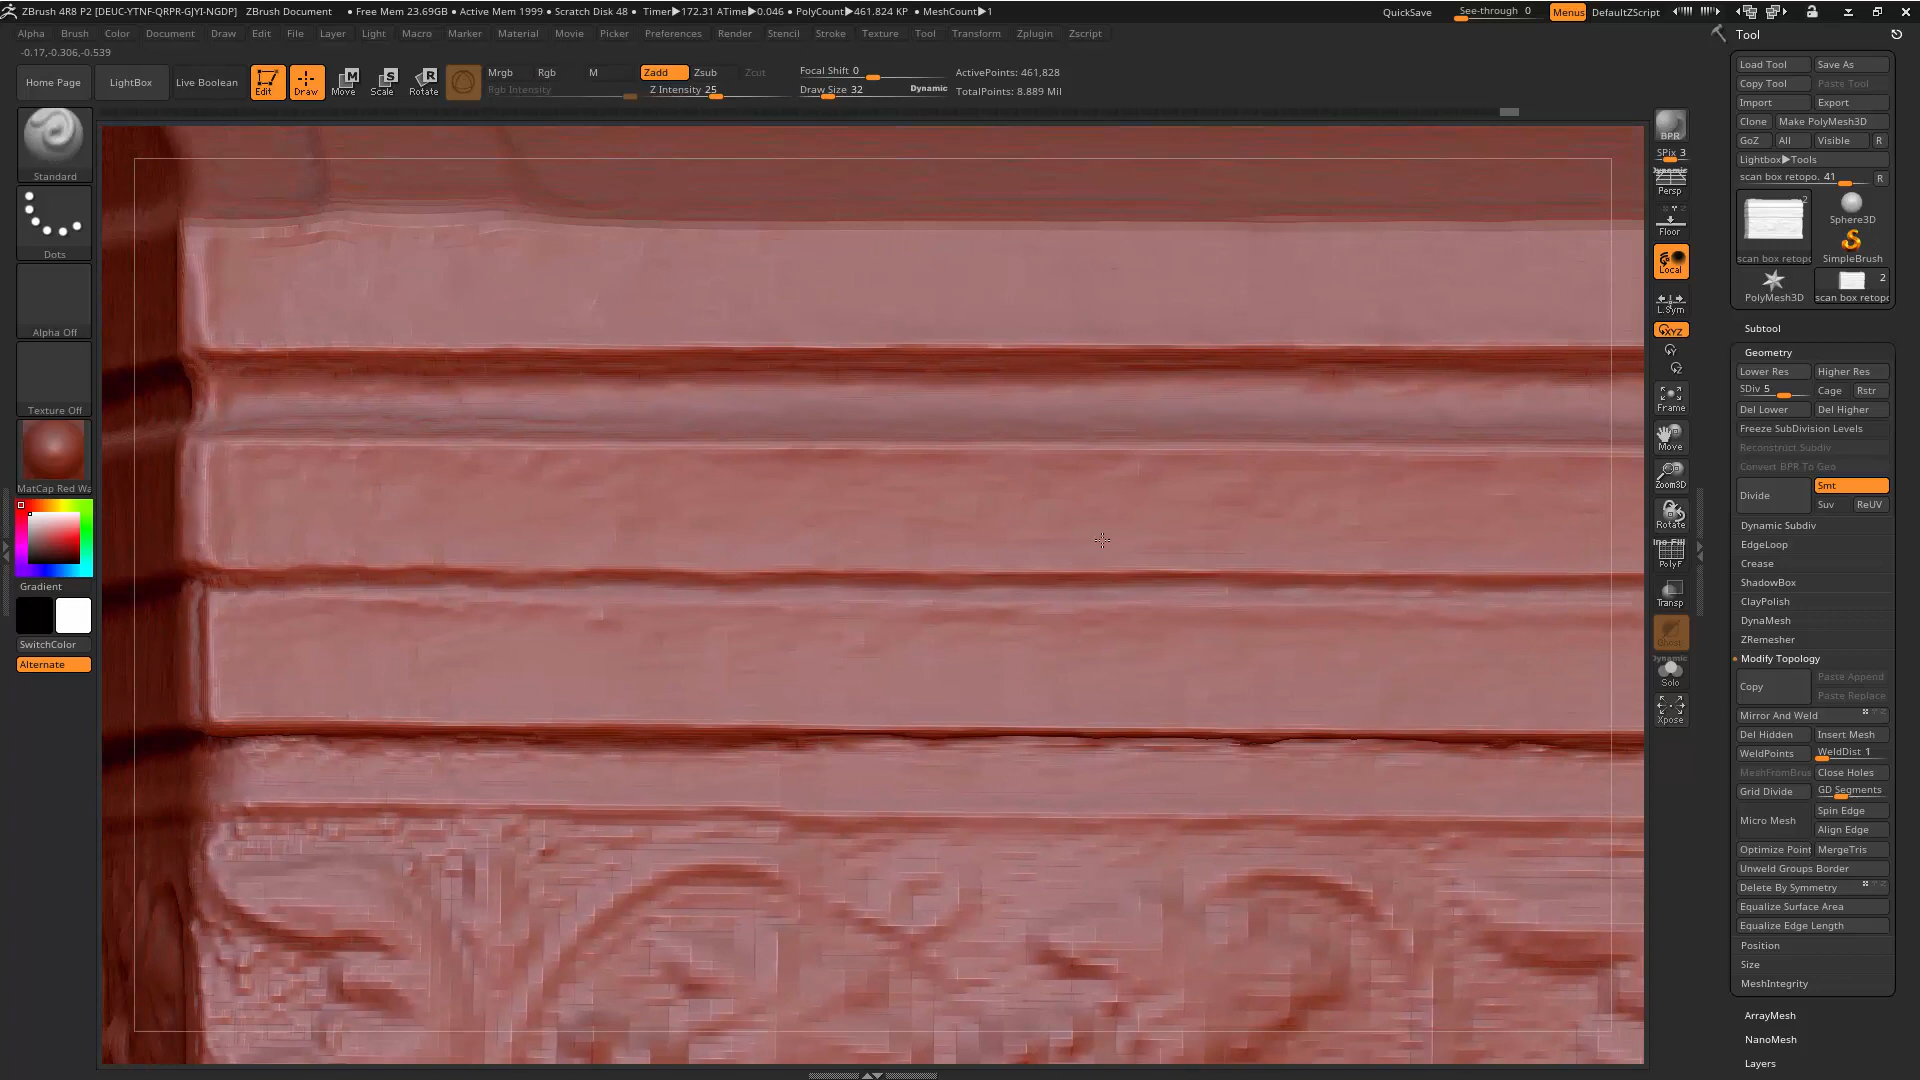 ZBrush 4R8 P2 [DEUC-YTNF-QRPR-GJYI-NGDP] ZBrush Document ● Free Mem 23.69GB ● Active Mem 1999 ● Scratch Disk 48 ● Timer▶172.31 ATime▶0.046 ● PolyCount▶461.824 KP ● MeshCount▶1 QuickSave See-through 0 Menus DefaultZScript
Alpha Brush Color Document Draw Edit File Layer Light Macro Marker Material Movie Picker Preferences Render Stencil Stroke Texture Tool Transform Zplugin Zscript
-0.17,-0.306,-0.539
Home Page LightBox Live Boolean Edit Draw Move Scale Rotate
Mrgb Rgb M Zadd Zsub Zcut Focal Shift 0 ActivePoints: 461,828
Rgb Intensity Z Intensity 25 Draw Size 32 Dynamic TotalPoints: 8.889 Mil
Standard
Dots
Alpha Off
Texture Off
MatCap Red Wa
Gradient
SwitchColor
Alternate
BPR
SPix 3
Dynamic
Persp
Floor
Local
L.Sym
XYZ
Y
Z
Frame
Move
Zoom3D
Rotate
PolyF
Transp
Ghost
Dynamic
Solo
Xpose
Tool
Load Tool Save As
Copy Tool Paste Tool
Import Export
Clone Make PolyMesh3D
GoZ All Visible R
Lightbox▶Tools
scan box retopo. 41 R
2
Sphere3D
scan box retopo SimpleBrush
2
PolyMesh3D scan box retopo
Subtool
Geometry
Lower Res Higher Res
SDiv 5 Cage Rstr
Del Lower Del Higher
Freeze SubDivision Levels
Reconstruct Subdiv
Convert BPR To Geo
Divide Smt
Suv ReUV
Dynamic Subdiv
EdgeLoop
Crease
ShadowBox
ClayPolish
DynaMesh
ZRemesher
Modify Topology
Copy Paste Append
Paste Replace
Mirror And Weld
Del Hidden Insert Mesh
WeldPoints WeldDist 1
MeshFromBrus Close Holes
Grid Divide GD Segments
Micro Mesh Spin Edge
Align Edge
Optimize Point MergeTris
Unweld Groups Border
Delete By Symmetry
Equalize Surface Area
Equalize Edge Length
Position
Size
MeshIntegrity
ArrayMesh
NanoMesh
Layers